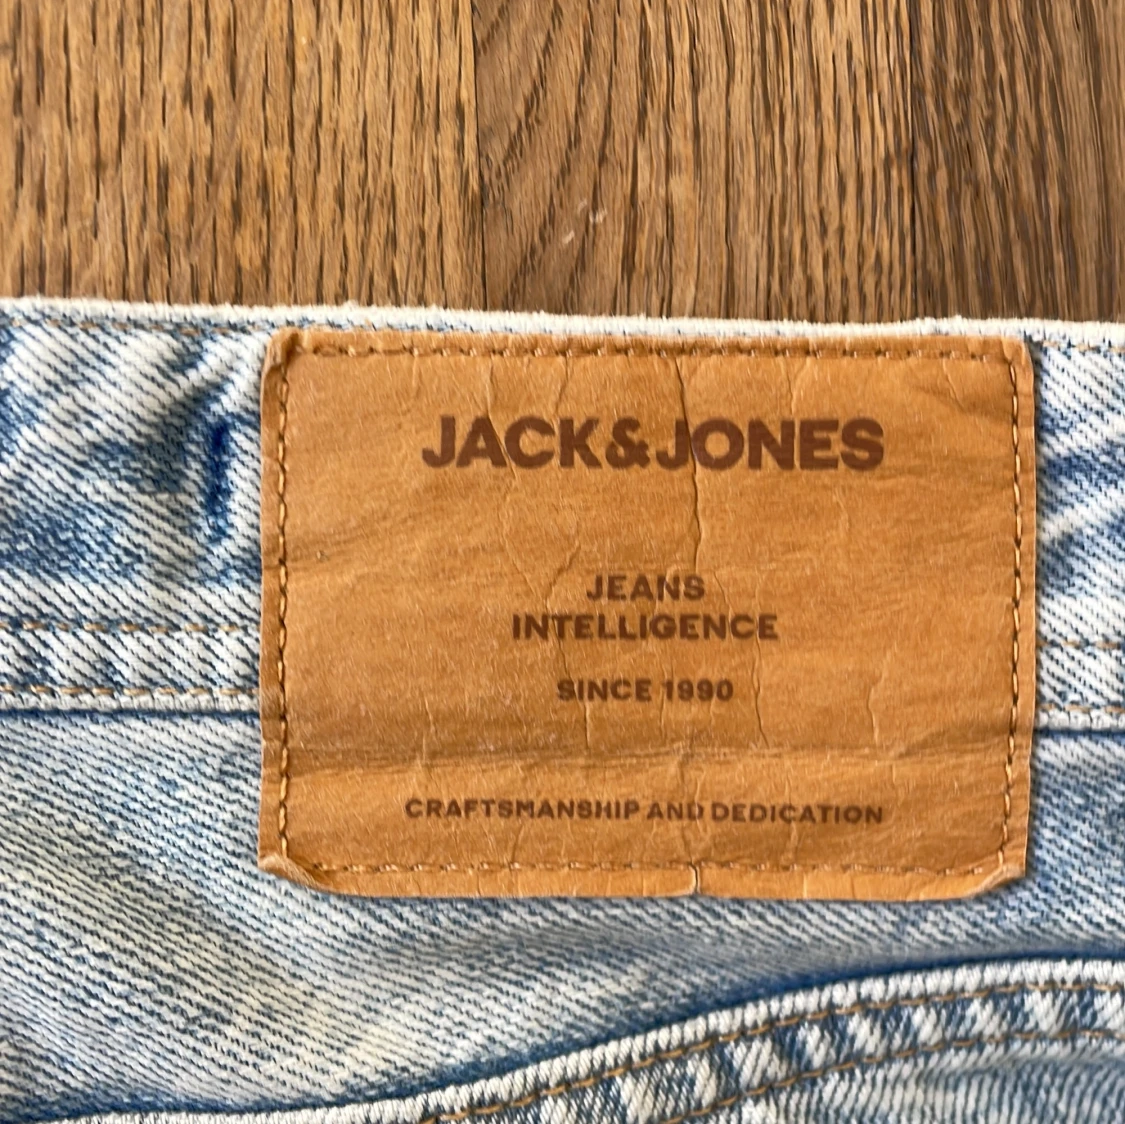 JACK&JONES
JEANS
INTELLIGENCE
SINCE 1990
CRAFTSMANSHIP AND DEDICATION